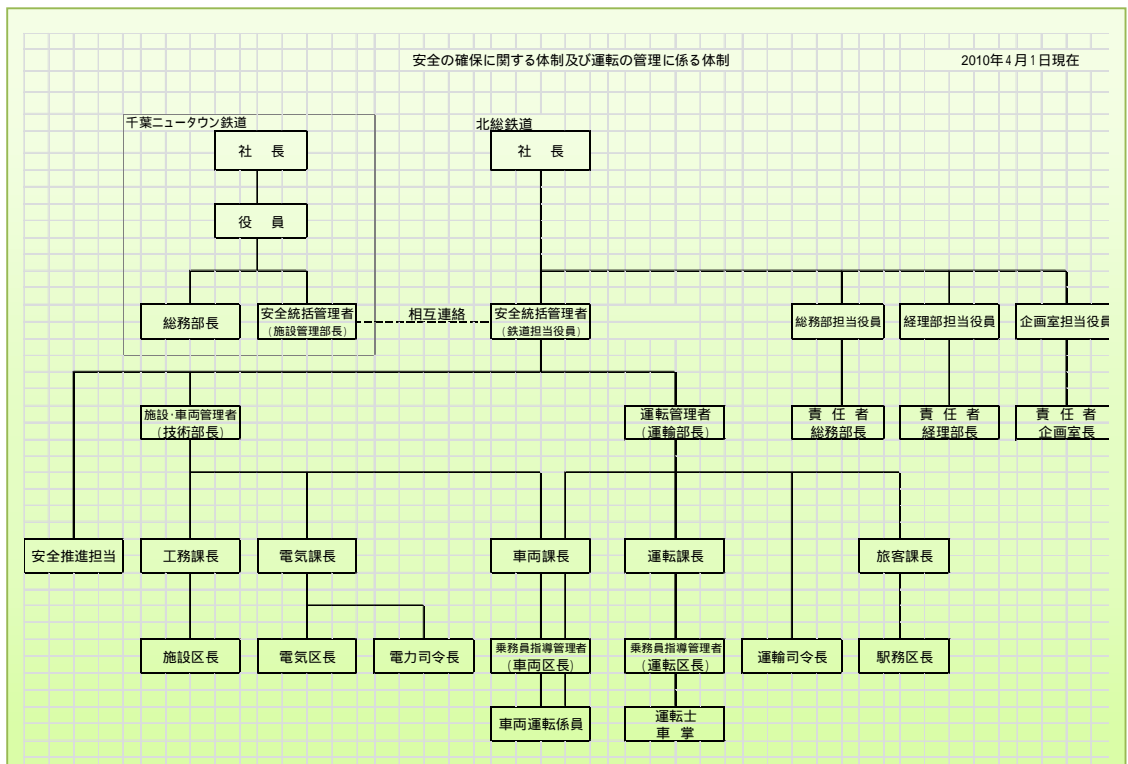 安全の確保に関する体制及び運転の管理に係る体制
2010年4月1日現在
千葉ニュータウン鉄道
北総鉄道
社 長
社 長
役 員
総務部長
安全統括管理者
(施設管理部長)
相互連絡
安全統括管理者
(鉄道担当役員)
総務部担当役員
経理部担当役員
企画室担当役員
施設・車両管理者
(技術部長)
運転管理者
(運輸部長)
責 任 者
総務部長
責 任 者
経理部長
責 任 者
企画室長
安全推進担当
工務課長
電気課長
車両課長
運転課長
旅客課長
施設区長
電気区長
電力司令長
乗務員指導管理者
(車両区長)
乗務員指導管理者
(運転区長)
運輸司令長
駅務区長
車両運転係員
運転士
車 掌